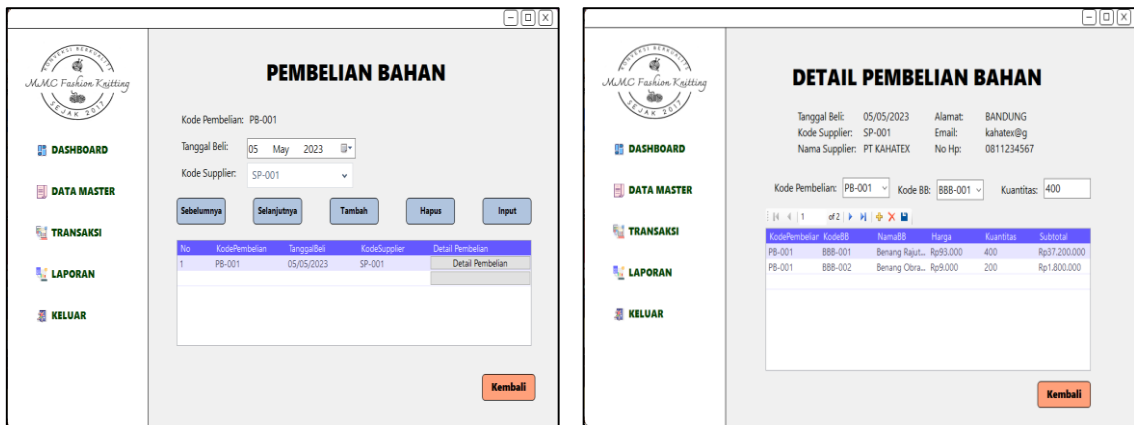 KONVEKSI BERKUALITAS
M.M.C Fashion Knitting
SEJAK 2017
DASHBOARD
DATA MASTER
TRANSAKSI
LAPORAN
KELUAR
PEMBELIAN BAHAN
Kode Pembelian: PB-001
Tanggal Beli: 05 May 2023
Kode Supplier: SP-001
Sebelumnya Selanjutnya Tambah Hapus Input
No KodePembelian TanggalBeli KodeSupplier Detail Pembelian
1 PB-001 05/05/2023 SP-001 Detail Pembelian
Kembali
KONVEKSI BERKUALITAS
M.M.C Fashion Knitting
SEJAK 2017
DASHBOARD
DATA MASTER
TRANSAKSI
LAPORAN
KELUAR
DETAIL PEMBELIAN BAHAN
Tanggal Beli: 05/05/2023 Alamat: BANDUNG
Kode Supplier: SP-001 Email: kahatex@g
Nama Supplier: PT KAHATEX No Hp: 0811234567
Kode Pembelian: PB-001 Kode BB: BBB-001 Kuantitas: 400
1 of 2
KodePembelian KodeBB NamaBB Harga Kuantitas Subtotal
PB-001 BBB-001 Benang Rajut... Rp93.000 400 Rp37.200.000
PB-001 BBB-002 Benang Obra... Rp9.000 200 Rp1.800.000
Kembali